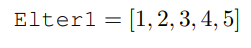 Elter1 = [1, 2, 3, 4, 5]